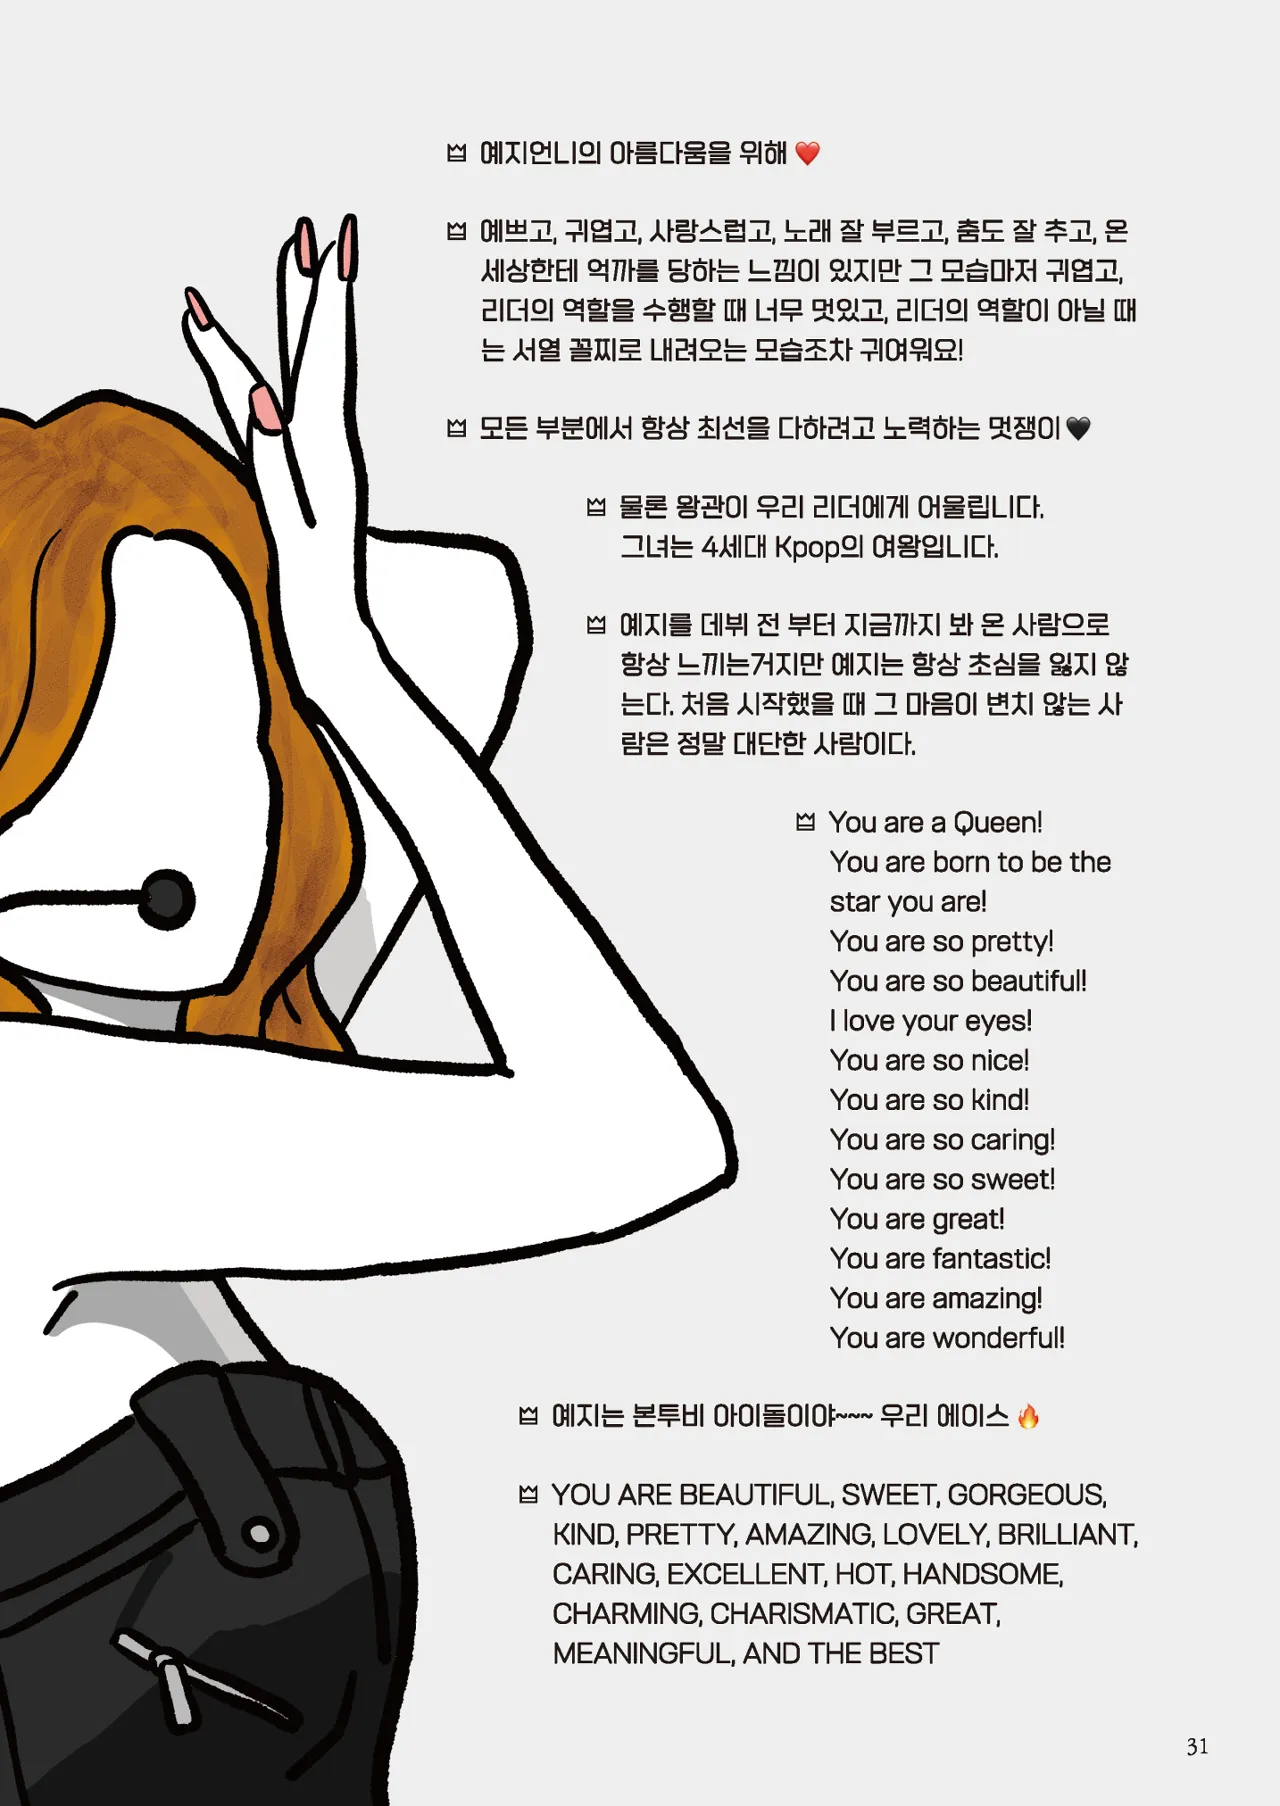 예지언니의 아름다움을 위해 ❤️
예쁘고, 귀엽고, 사랑스럽고, 노래 잘 부르고, 춤도 잘 추고, 온
세상한테 억까를 당하는 느낌이 있지만 그 모습마저 귀엽고,
리더의 역할을 수행할 때 너무 멋있고, 리더의 역할이 아닐 때
는 서열 꼴찌로 내려오는 모습조차 귀여워요!
모든 부분에서 항상 최선을 다하려고 노력하는 멋쟁이🖤
물론 왕관이 우리 리더에게 어울립니다.
그녀는 4세대 Kpop의 여왕입니다.
예지를 데뷔 전 부터 지금까지 봐 온 사람으로
항상 느끼는거지만 예지는 항상 초심을 잃지 않
는다. 처음 시작했을 때 그 마음이 변치 않는 사
람은 정말 대단한 사람이다.
You are a Queen!
You are born to be the
star you are!
You are so pretty!
You are so beautiful!
I love your eyes!
You are so nice!
You are so kind!
You are so caring!
You are so sweet!
You are great!
You are fantastic!
You are amazing!
You are wonderful!
예지는 본투비 아이돌이야~~~ 우리 에이스 🔥
YOU ARE BEAUTIFUL, SWEET, GORGEOUS,
KIND, PRETTY, AMAZING, LOVELY, BRILLIANT,
CARING, EXCELLENT, HOT, HANDSOME,
CHARMING, CHARISMATIC, GREAT,
MEANINGFUL, AND THE BEST
31